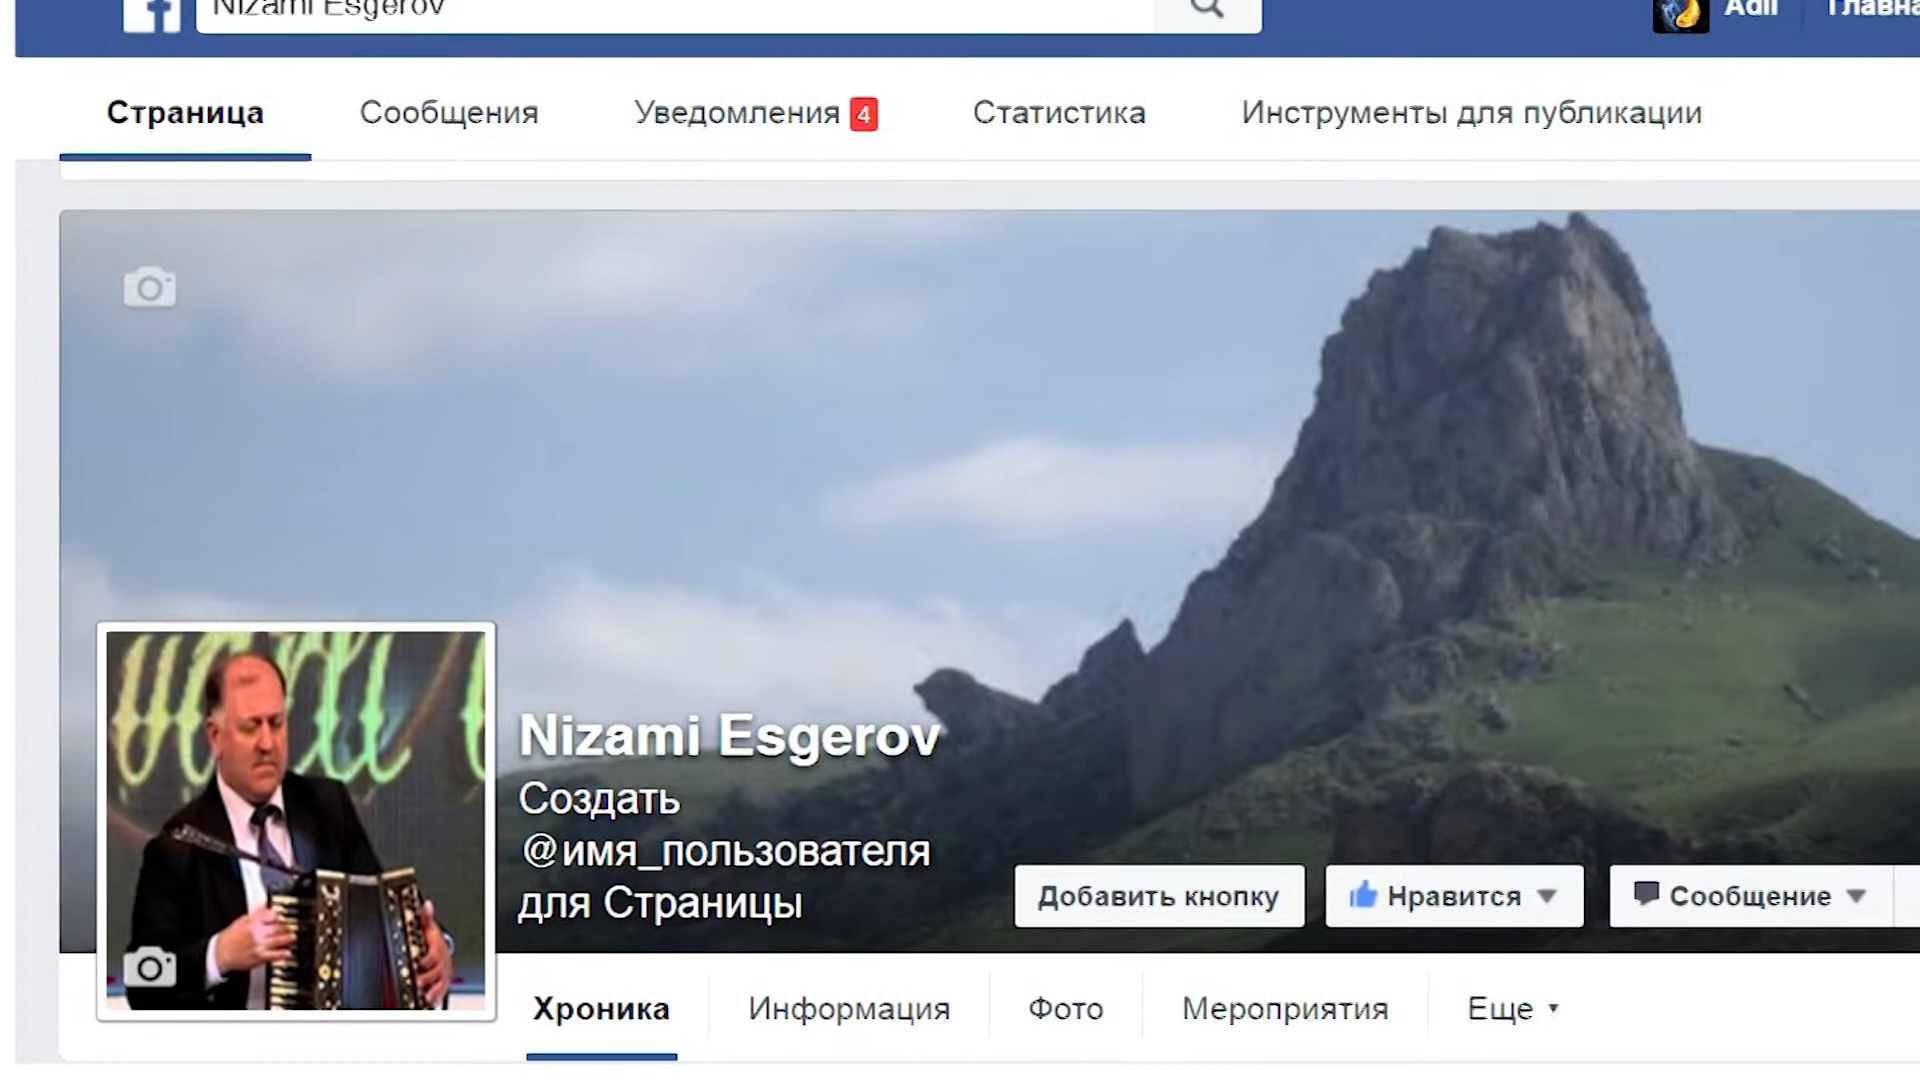 Nizami Esgerov
Adil
Главна
Страница
Сообщения
Уведомления 4
Статистика
Инструменты для публикации
Nizami Esgerov
Создать
@имя_пользователя
для Страницы
Добавить кнопку
Нравится
Сообщение
Хроника
Информация
Фото
Мероприятия
Еще